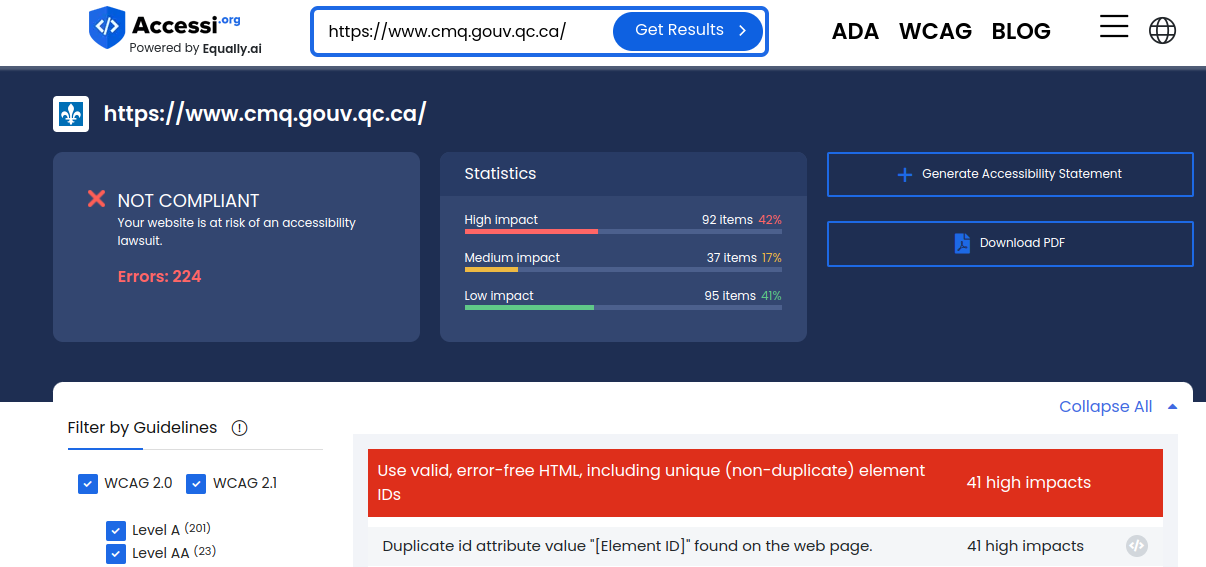 Accessi.org
Powered by Equally.ai
https://www.cmq.gouv.qc.ca/
Get Results
ADA WCAG BLOG
https://www.cmq.gouv.qc.ca/
NOT COMPLIANT
Your website is at risk of an accessibility
lawsuit.
Errors: 224
Statistics
High impact 92 items 42%
Medium impact 37 items 17%
Low impact 95 items 41%
Generate Accessibility Statement
Download PDF
Collapse All
Filter by Guidelines
WCAG 2.0 WCAG 2.1
Level A (201)
Level AA (23)
Use valid, error-free HTML, including unique (non-duplicate) element
IDs
41 high impacts
Duplicate id attribute value "[Element ID]" found on the web page. 41 high impacts